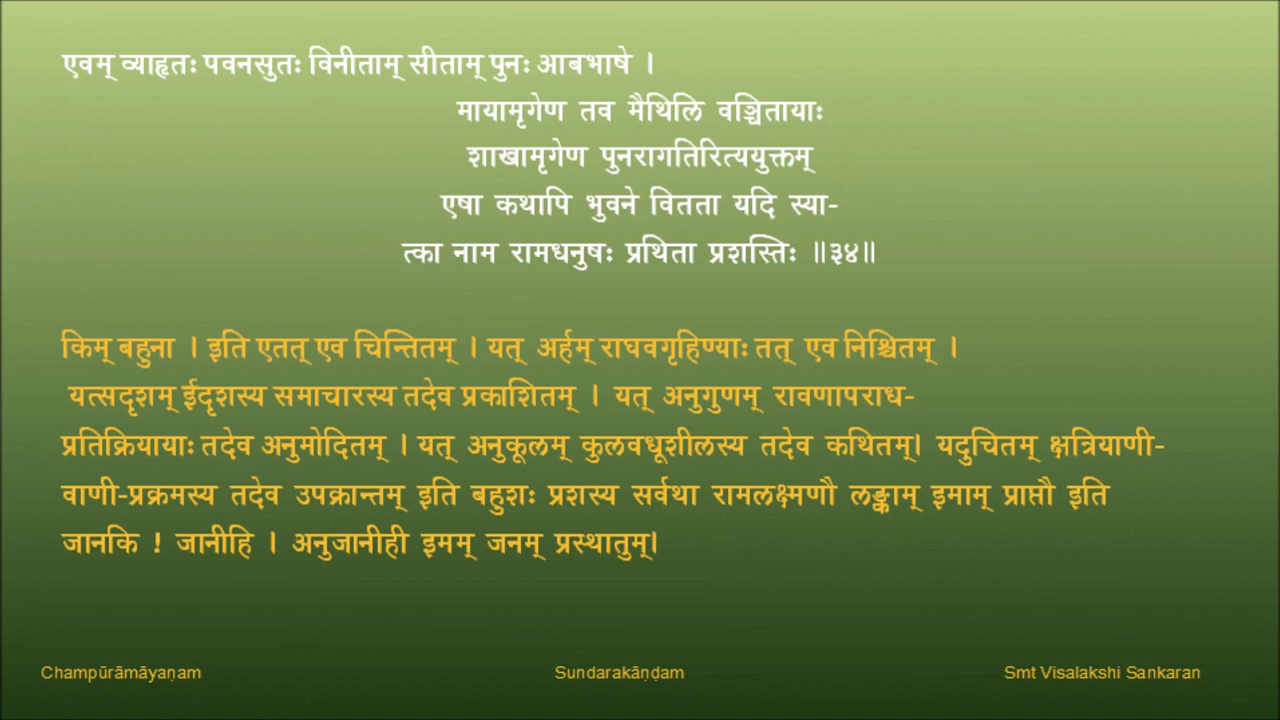 एवम् व्याहृतः पवनसुतः विनीताम् सीताम् पुनः आबभाषे ।
मायामृगेण तव मैथिलि वञ्चितायाः
शाखामृगेण पुनरागतिरित्ययुक्तम्
एषा कथापि भुवने वितता यदि स्या-
त्का नाम रामधनुषः प्रथिता प्रशस्तिः ॥३४॥
किम् बहुना । इति एतत् एव चिन्तितम् । यत् अर्हम् राघवगृहिण्याः तत् एव निश्चितम् ।
यत्सदृशम् ईदृशस्य समाचारस्य तदेव प्रकाशितम् । यत् अनुगुणम् रावणापराध-
प्रतिक्रियायाः तदेव अनुमोदितम् । यत् अनुकूलम् कुलवधूशीलस्य तदेव कथितम्। यदुचितम् क्षत्रियाणी-
वाणी-प्रक्रमस्य तदेव उपक्रान्तम् इति बहुशः प्रशस्य सर्वथा रामलक्ष्मणौ लङ्काम् इमाम् प्राप्तौ इति
जानकि ! जानीहि । अनुजानीही इमम् जनम् प्रस्थातुम्।
Champūrāmāyaṇam Sundarakāṇḍam Smt Visalakshi Sankaran